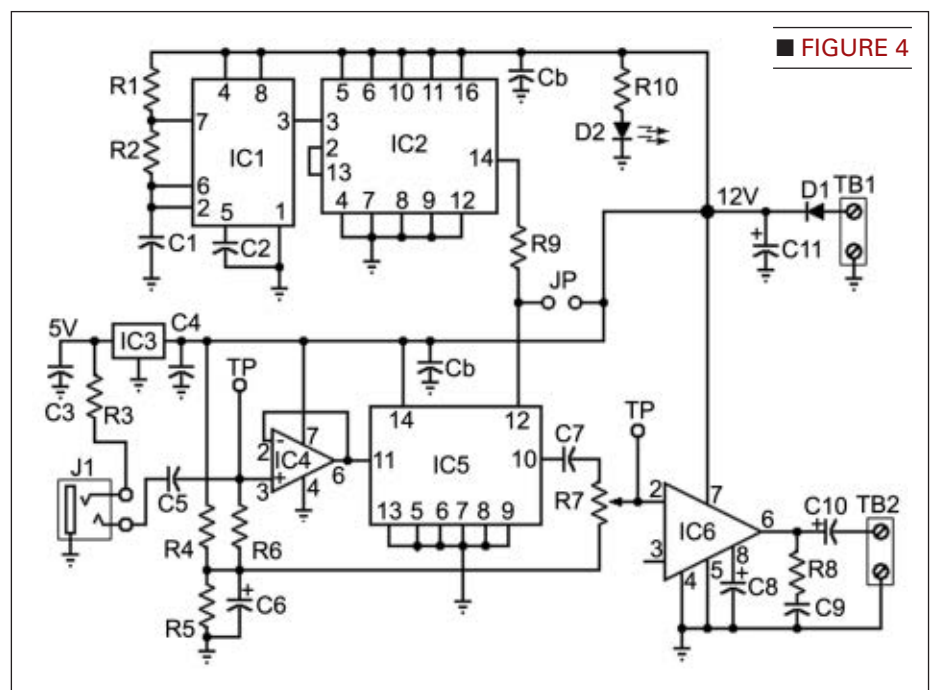 ■ FIGURE 4
R1
4 8
7
3
R2
IC1
6
2
5
1
C1
C2
5 6 10 11 16
3
2
13
IC2
14
4 7 8 9 12
Cb
R10
D2
R9
JP
12V
D1
TB1
+
C11
5V
IC3
C4
C3
R3
TP
J1
C5
R4
R6
R5
+
C6
2
-
7
IC4
+
3
4
6
Cb
14
12
11
IC5
10
13 5 6 7 8 9
C7
R7
TP
2
7
IC6
3
6
4
5
8
+
C8
R8
C9
C10
+
TB2